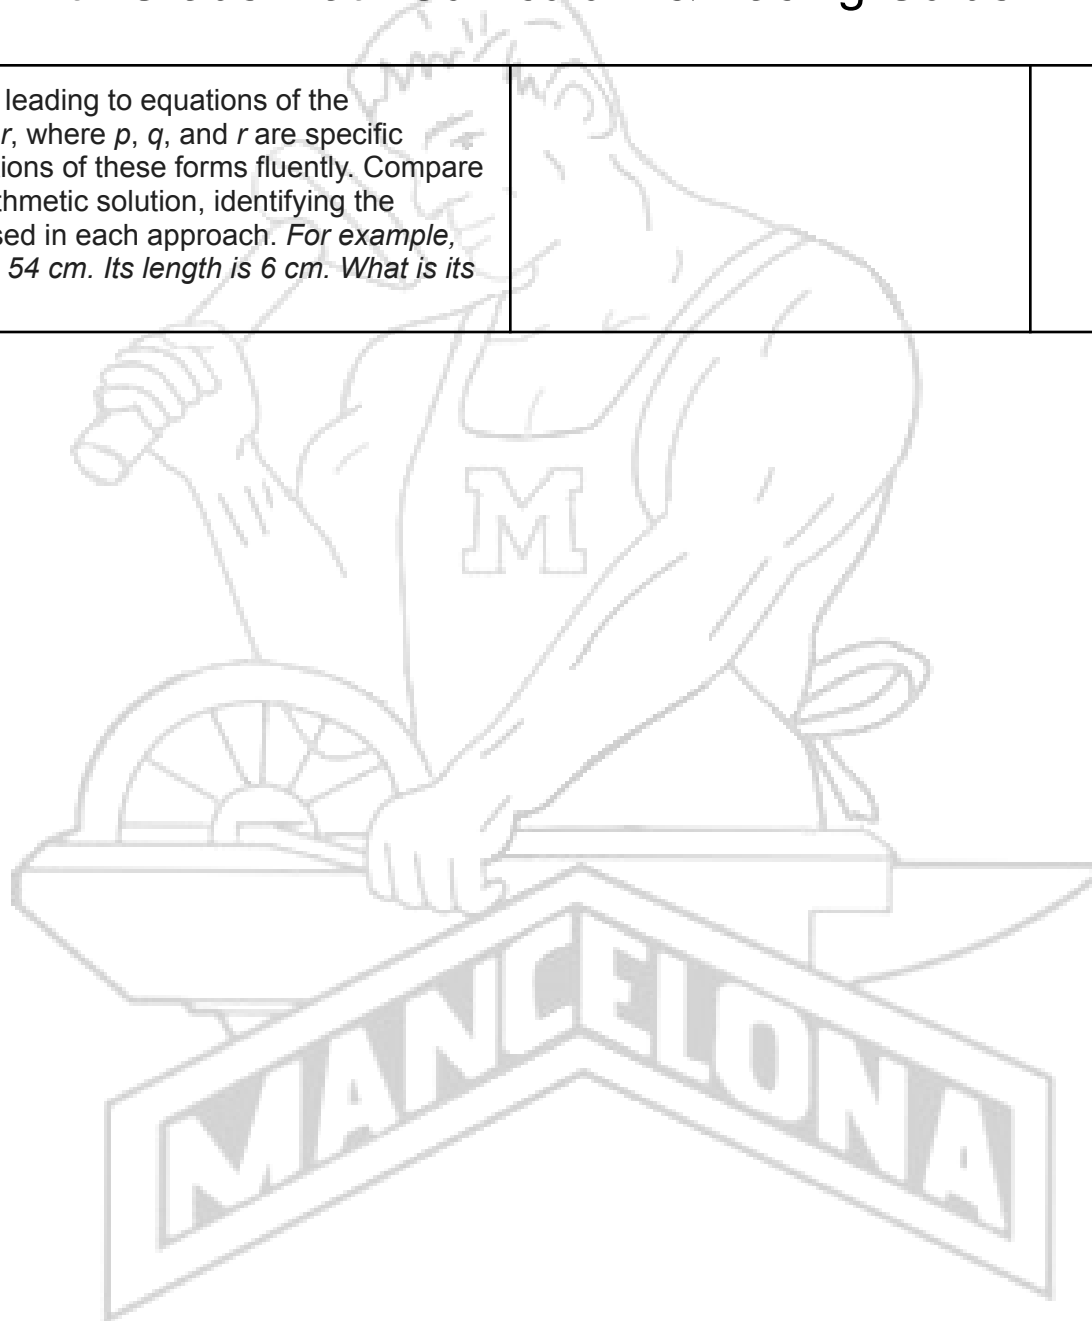 leading to equations of the
r, where p, q, and r are specific
tions of these forms fluently. Compare
thmetic solution, identifying the
sed in each approach. For example,
54 cm. Its length is 6 cm. What is its
M
MANCELONA